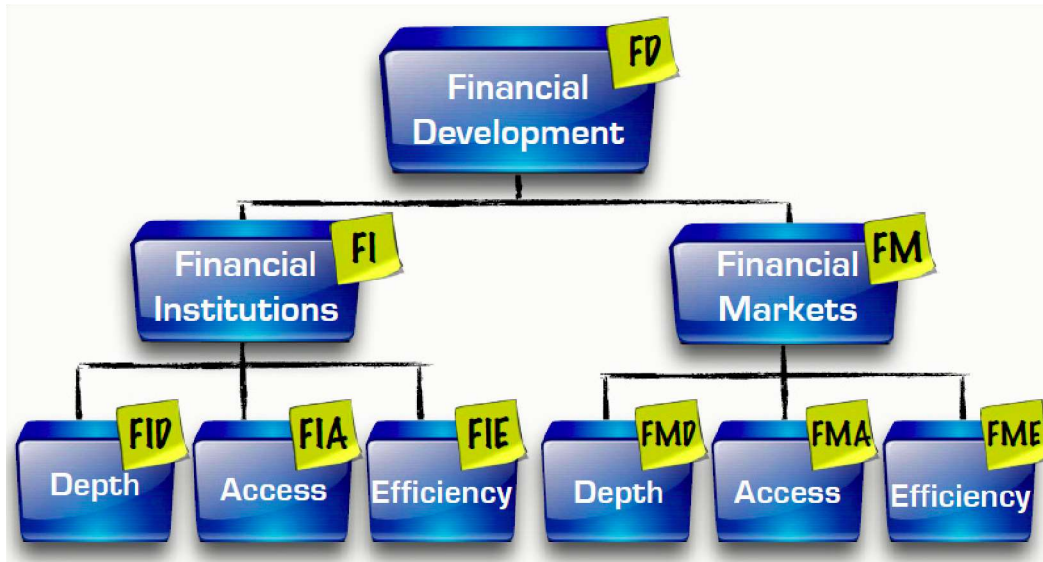 FD
Financial
Development
FI
Financial
Institutions
FM
Financial
Markets
FID
Depth
FIA
Access
FIE
Efficiency
FMD
Depth
FMA
Access
FME
Efficiency